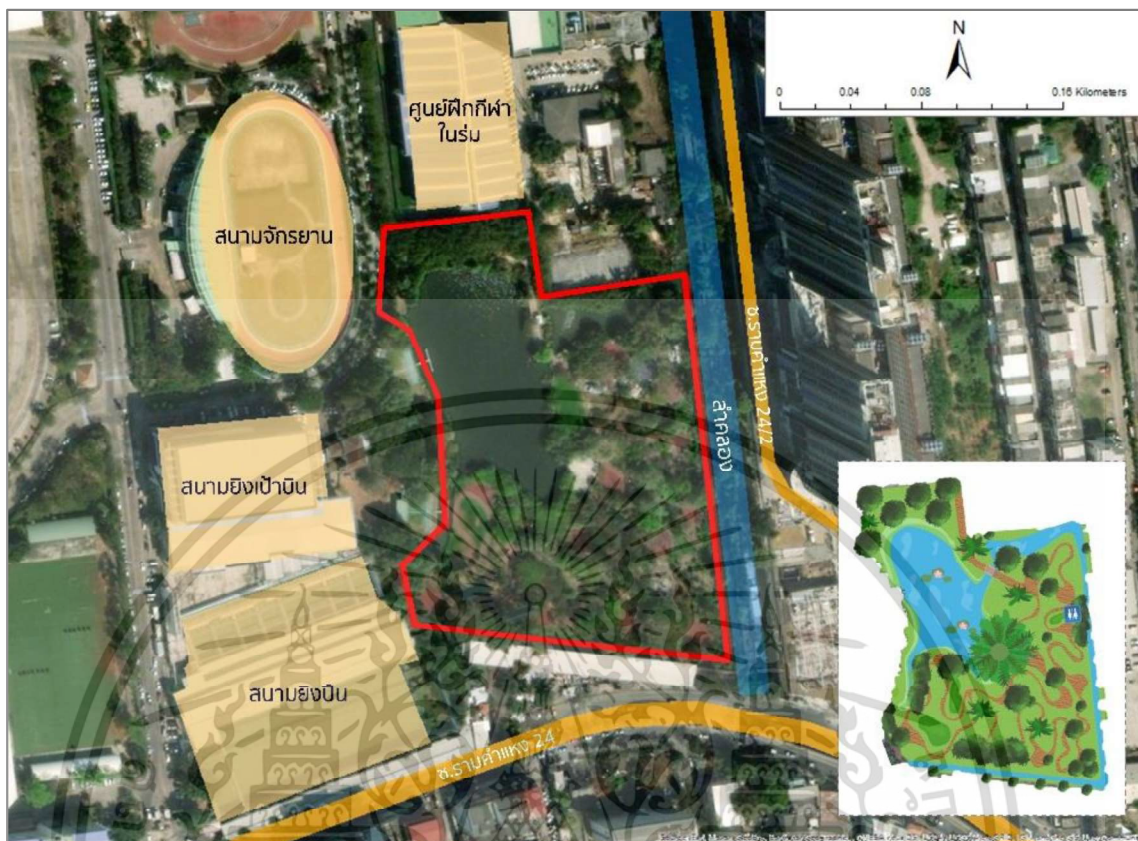 N
0 0.04 0.08 0.16 Kilometers
ศูนย์ฝึกกีฬา
ในร่ม
สนามจักรยาน
ซ.รามคำแหง 24/2
ลำคลอง
สนามยิงเป้าบิน
สนามยิงปืน
ซ.รามคำแหง 24